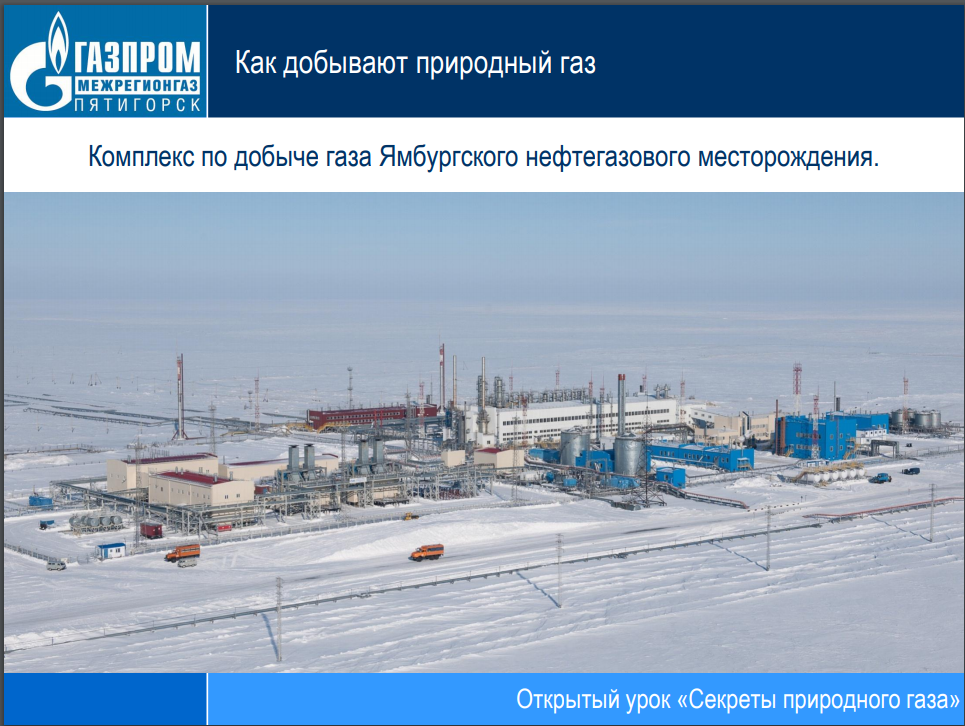 ГАЗПРОМ
МЕЖРЕГИОНГАЗ
ПЯТИГОРСК
Как добывают природный газ
Комплекс по добыче газа Ямбургского нефтегазового месторождения.
Открытый урок «Секреты природного газа»